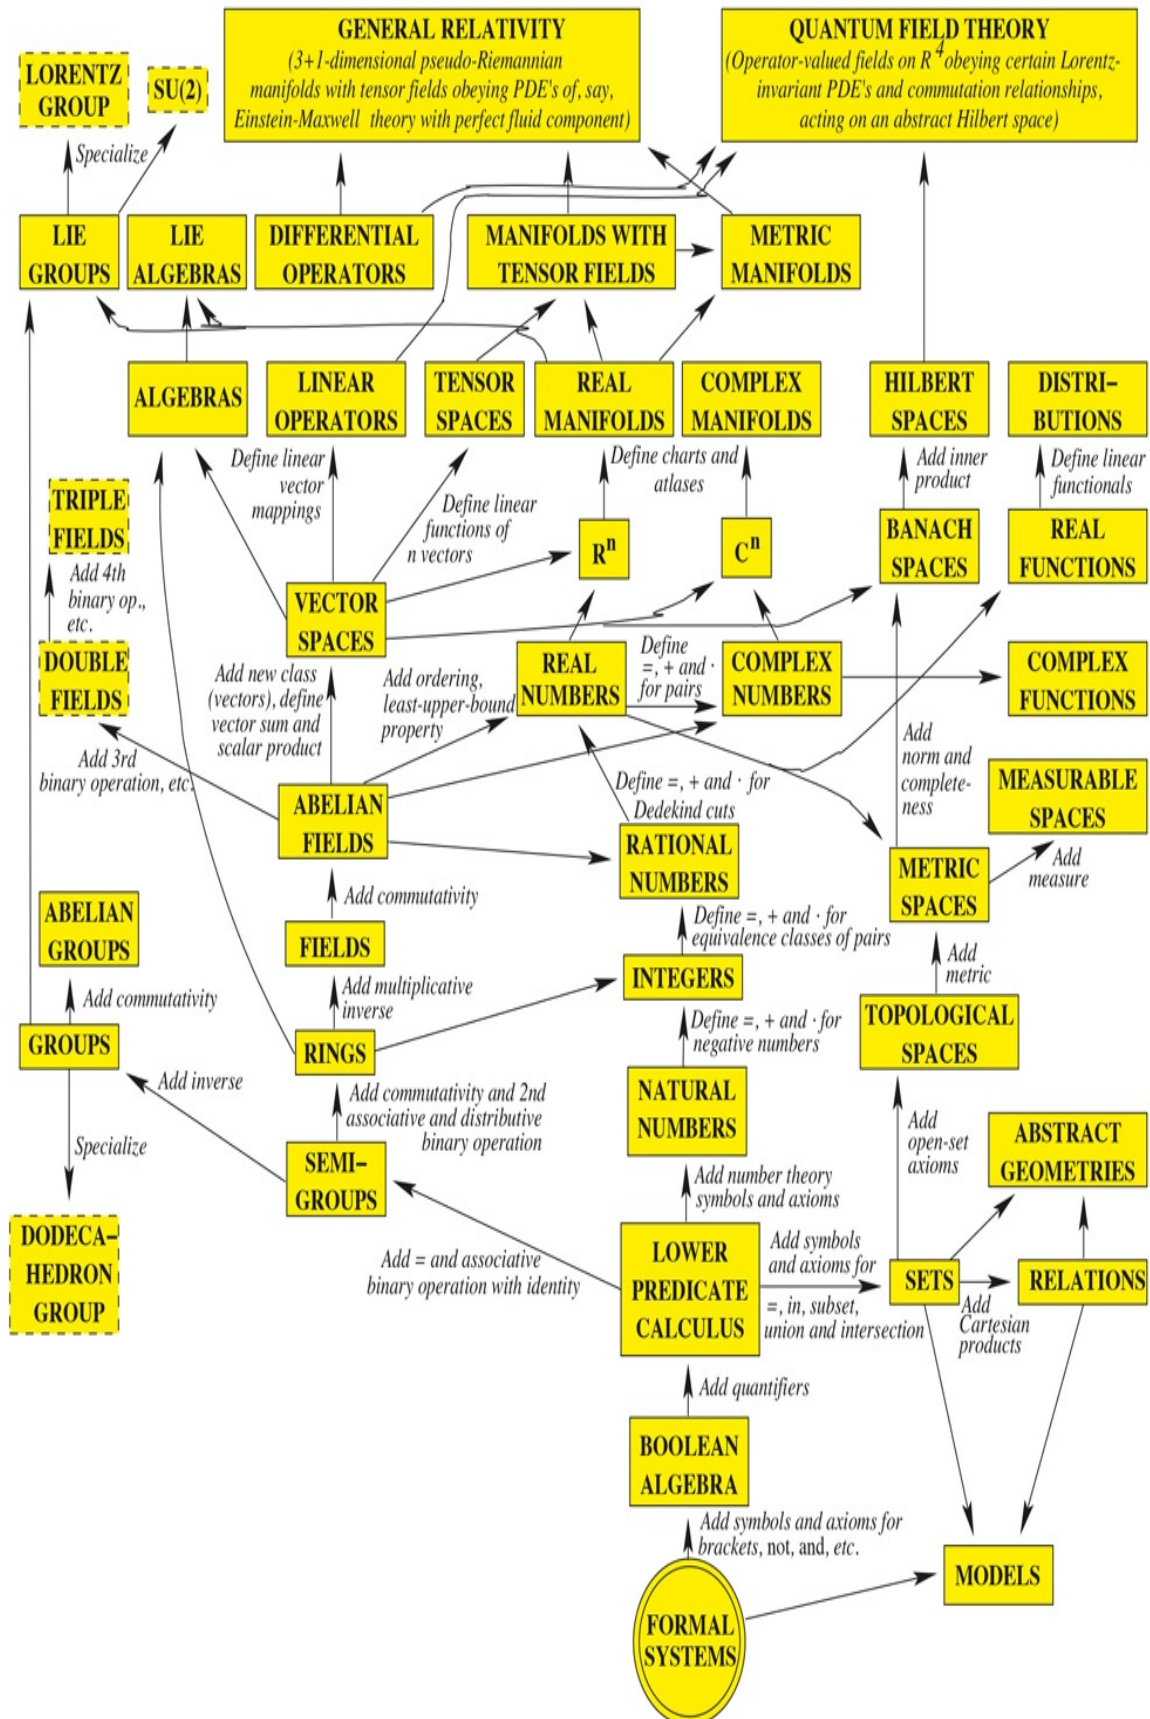 GENERAL RELATIVITY
(3+1-dimensional pseudo-Riemannian
manifolds with tensor fields obeying PDE's of, say,
Einstein-Maxwell theory with perfect fluid component)
QUANTUM FIELD THEORY
(Operator-valued fields on R⁴ obeying certain Lorentz-
invariant PDE's and commutation relationships,
acting on an abstract Hilbert space)
LORENTZ
GROUP
SU(2)
Specialize
LIE
GROUPS
LIE
ALGEBRAS
DIFFERENTIAL
OPERATORS
MANIFOLDS WITH
TENSOR FIELDS
METRIC
MANIFOLDS
ALGEBRAS
LINEAR
OPERATORS
TENSOR
SPACES
REAL
MANIFOLDS
COMPLEX
MANIFOLDS
HILBERT
SPACES
DISTRI–
BUTIONS
Define linear
vector
mappings
Define linear
functions of
n vectors
Define charts and
atlases
Add inner
product
Define linear
functionals
TRIPLE
FIELDS
Rⁿ
Cⁿ
BANACH
SPACES
REAL
FUNCTIONS
Add 4th
binary op.,
etc.
VECTOR
SPACES
DOUBLE
FIELDS
Add new class
(vectors), define
vector sum and
scalar product
Add ordering,
least-upper-bound
property
REAL
NUMBERS
Define
=, + and ·
for pairs
COMPLEX
NUMBERS
COMPLEX
FUNCTIONS
Add 3rd
binary operation, etc.
Add
norm and
complete-
ness
MEASURABLE
SPACES
ABELIAN
FIELDS
Define =, + and · for
Dedekind cuts
RATIONAL
NUMBERS
METRIC
SPACES
Add
measure
Add commutativity
ABELIAN
GROUPS
FIELDS
Define =, + and · for
equivalence classes of pairs
INTEGERS
Add
metric
Add commutativity
Add multiplicative
inverse
TOPOLOGICAL
SPACES
GROUPS
RINGS
Define =, + and · for
negative numbers
Add inverse
Add commutativity and 2nd
associative and distributive
binary operation
NATURAL
NUMBERS
Add
open-set
axioms
ABSTRACT
GEOMETRIES
Specialize
SEMI–
GROUPS
Add number theory
symbols and axioms
DODECA–
HEDRON
GROUP
Add = and associative
binary operation with identity
LOWER
PREDICATE
CALCULUS
Add symbols
and axioms for
=, in, subset,
union and intersection
SETS
RELATIONS
Add
Cartesian
products
Add quantifiers
BOOLEAN
ALGEBRA
Add symbols and axioms for
brackets, not, and, etc.
MODELS
FORMAL
SYSTEMS